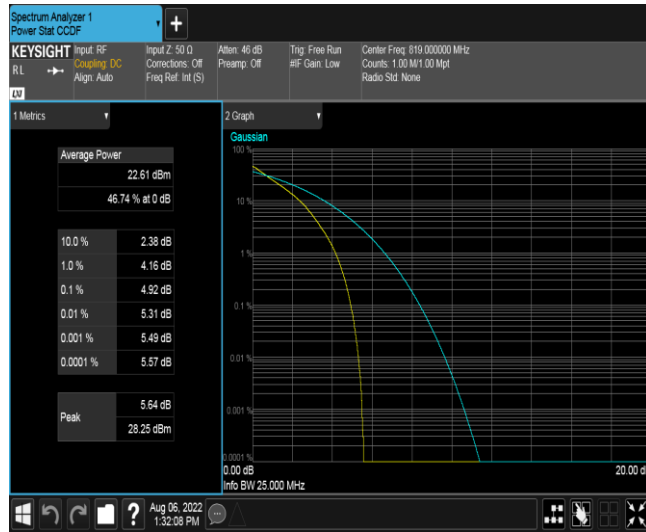 Spectrum Analyzer 1
Power Stat CCDF
KEYSIGHT
Input: RF
Coupling: DC
Align: Auto
Input Z: 50 Ω
Corrections: Off
Freq Ref: Int (S)
Atten: 46 dB
Preamp: Off
Trig: Free Run
#IF Gain: Low
Center Freq: 819.000000 MHz
Counts: 1.00 M/1.00 Mpt
Radio Std: None
RL
LXI
1 Metrics
Average Power
22.61 dBm
46.74 % at 0 dB
10.0 % 2.38 dB
1.0 % 4.16 dB
0.1 % 4.92 dB
0.01 % 5.31 dB
0.001 % 5.49 dB
0.0001 % 5.57 dB
Peak
5.64 dB
28.25 dBm
2 Graph
Gaussian
100 %
10 %
1 %
0.1 %
0.01 %
0.001 %
0.0001 %
0.00 dB
20.00 d
Info BW 25.000 MHz
Aug 06, 2022
1:32:08 PM